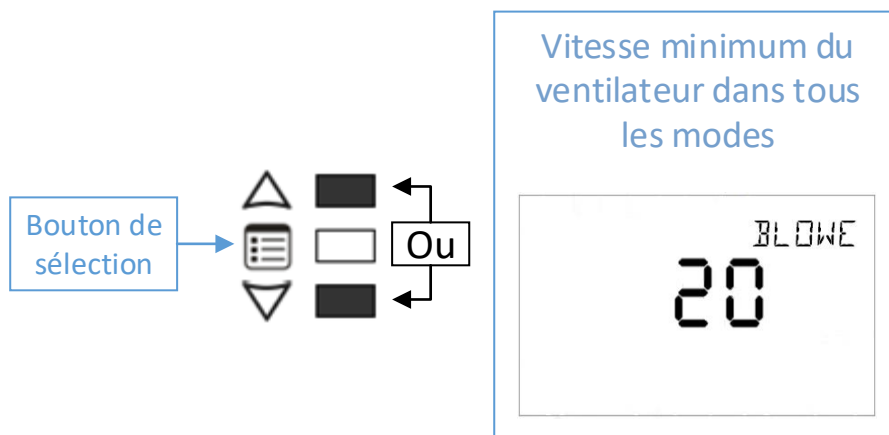 Vitesse minimum du
ventilateur dans tous
les modes
Bouton de
sélection
Ou
BLOWE
20